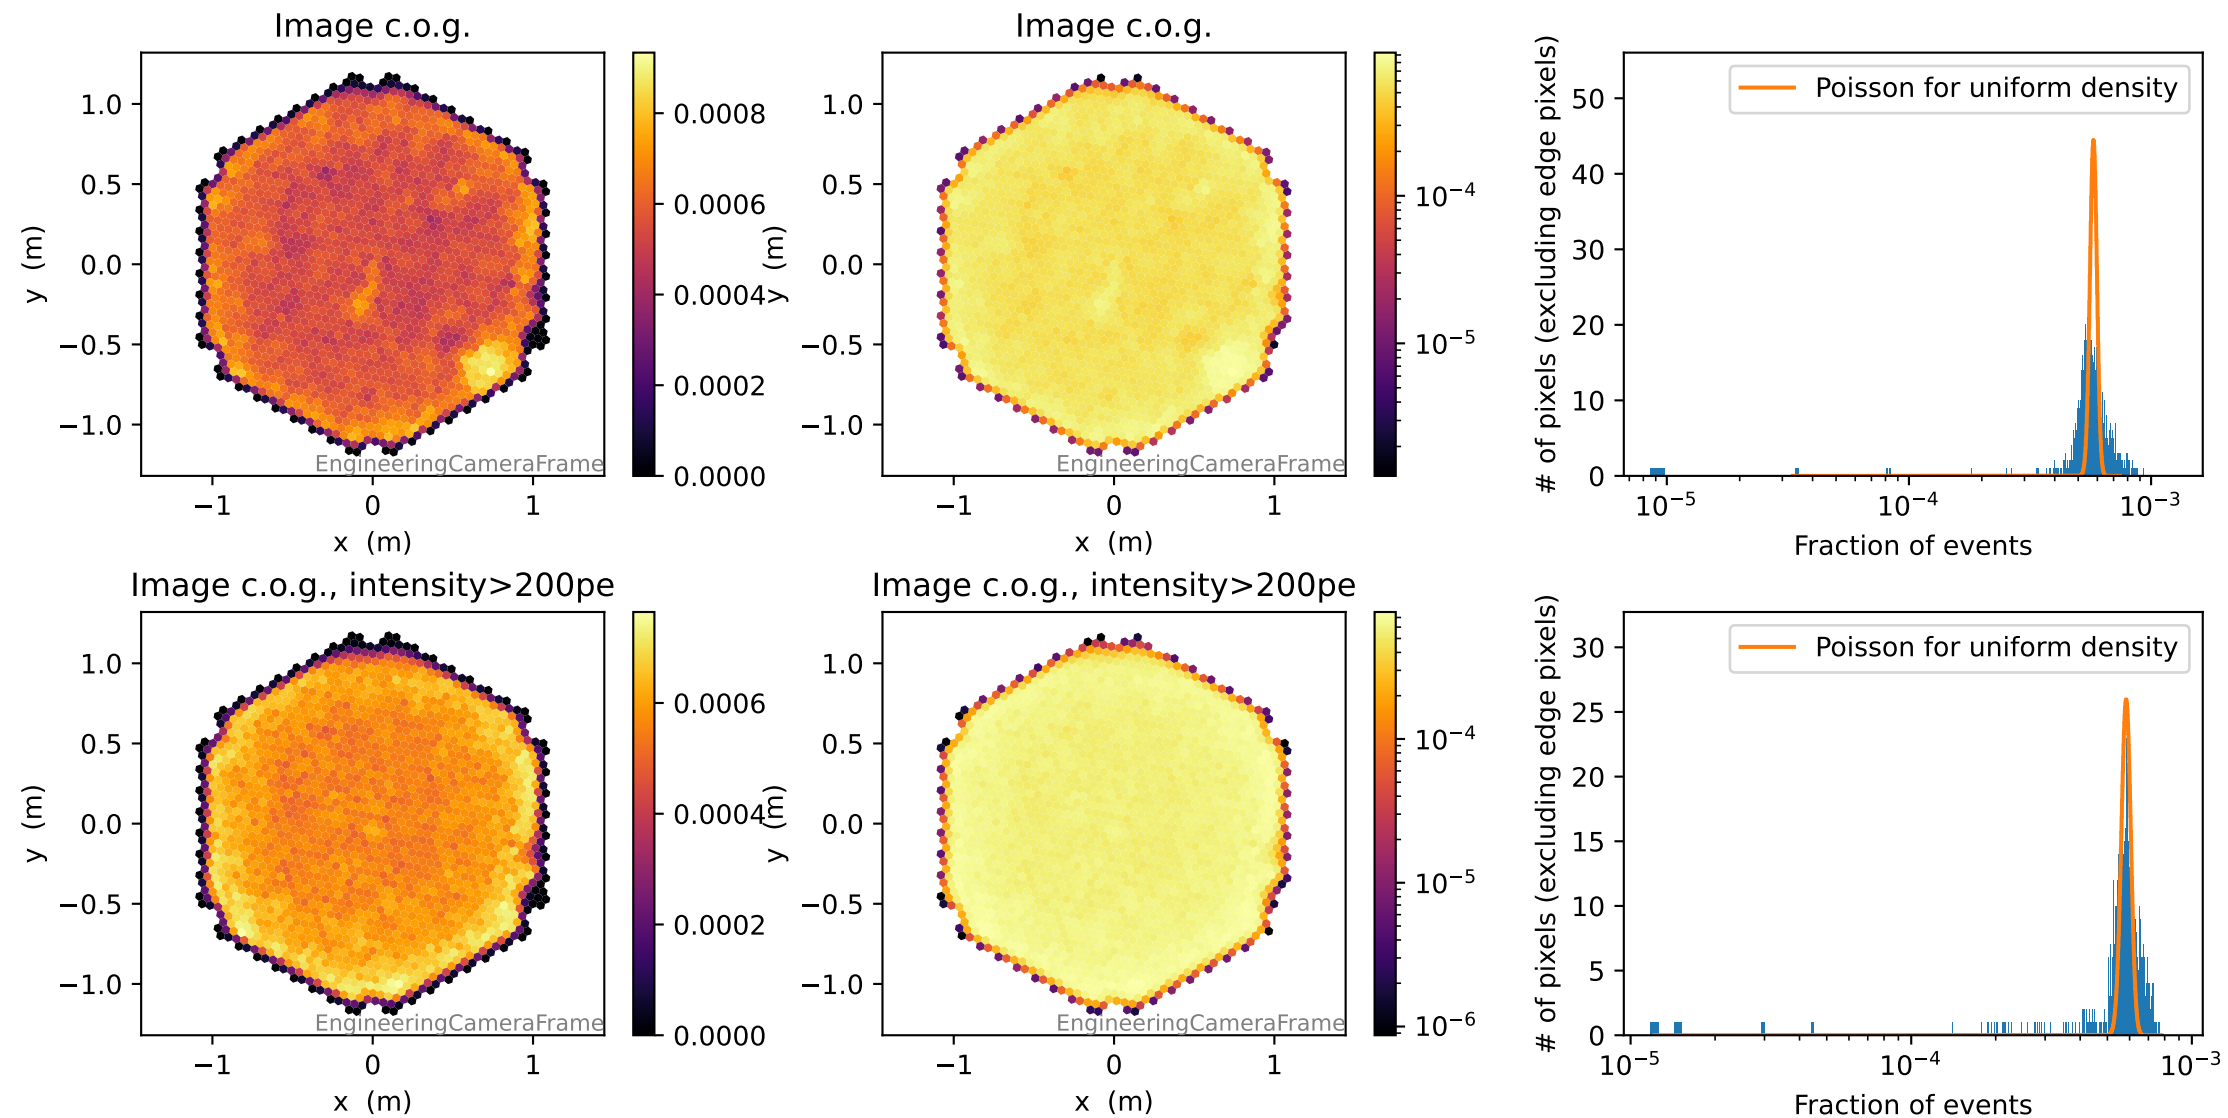 Image c.o.g.
y (m)
1.0
0.5
0.0
−0.5
−1.0
−1
0
1
x (m)
EngineeringCameraFrame
0.0008
0.0006
0.0004
0.0002
0.0000
Image c.o.g.
y (m)
1.0
0.5
0.0
−0.5
−1.0
−1
0
1
x (m)
EngineeringCameraFrame
10⁻⁴
10⁻⁵
# of pixels (excluding edge pixels)
50
40
30
20
10
0
Poisson for uniform density
10⁻⁵
10⁻⁴
10⁻³
Fraction of events
Image c.o.g., intensity>200pe
y (m)
1.0
0.5
0.0
−0.5
−1.0
−1
0
1
x (m)
EngineeringCameraFrame
0.0006
0.0004
0.0002
0.0000
Image c.o.g., intensity>200pe
y (m)
1.0
0.5
0.0
−0.5
−1.0
−1
0
1
x (m)
EngineeringCameraFrame
10⁻⁴
10⁻⁵
10⁻⁶
# of pixels (excluding edge pixels)
30
25
20
15
10
5
0
Poisson for uniform density
10⁻⁵
10⁻⁴
10⁻³
Fraction of events